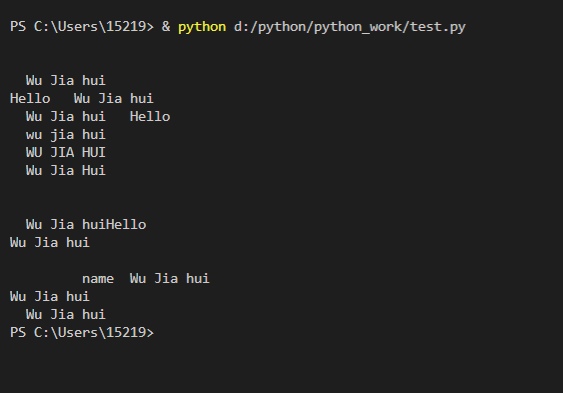 PS C:\Users\15219> & python d:/python/python_work/test.py
  Wu Jia hui
Hello   Wu Jia hui
  Wu Jia hui   Hello
  wu jia hui
  WU JIA HUI
  Wu Jia Hui
  Wu Jia huiHello
Wu Jia hui
         name  Wu Jia hui
Wu Jia hui
  Wu Jia hui
PS C:\Users\15219>